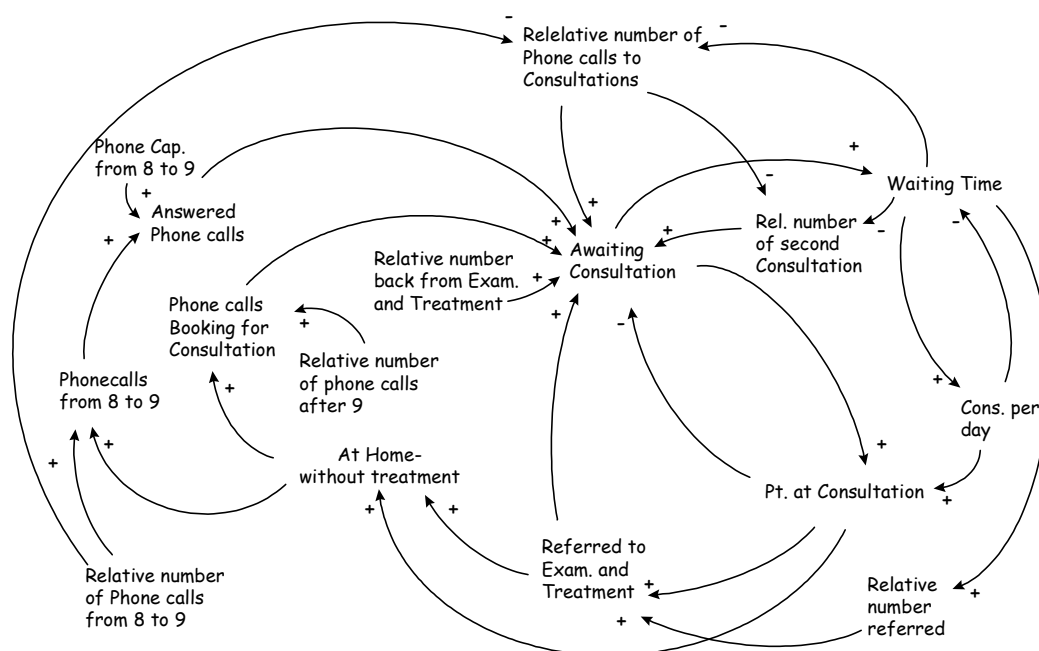 Relelative number of
Phone calls to
Consultations
Phone Cap.
from 8 to 9
Answered
Phone calls
Waiting Time
Rel. number
of second
Consultation
Awaiting
Consultation
Relative number
back from Exam.
and Treatment
Phone calls
Booking for
Consultation
Relative number
of phone calls
after 9
Phonecalls
from 8 to 9
Cons. per
day
At Home-
without treatment
Pt. at Consultation
Referred to
Exam. and
Treatment
Relative number
of Phone calls
from 8 to 9
Relative
number
referred